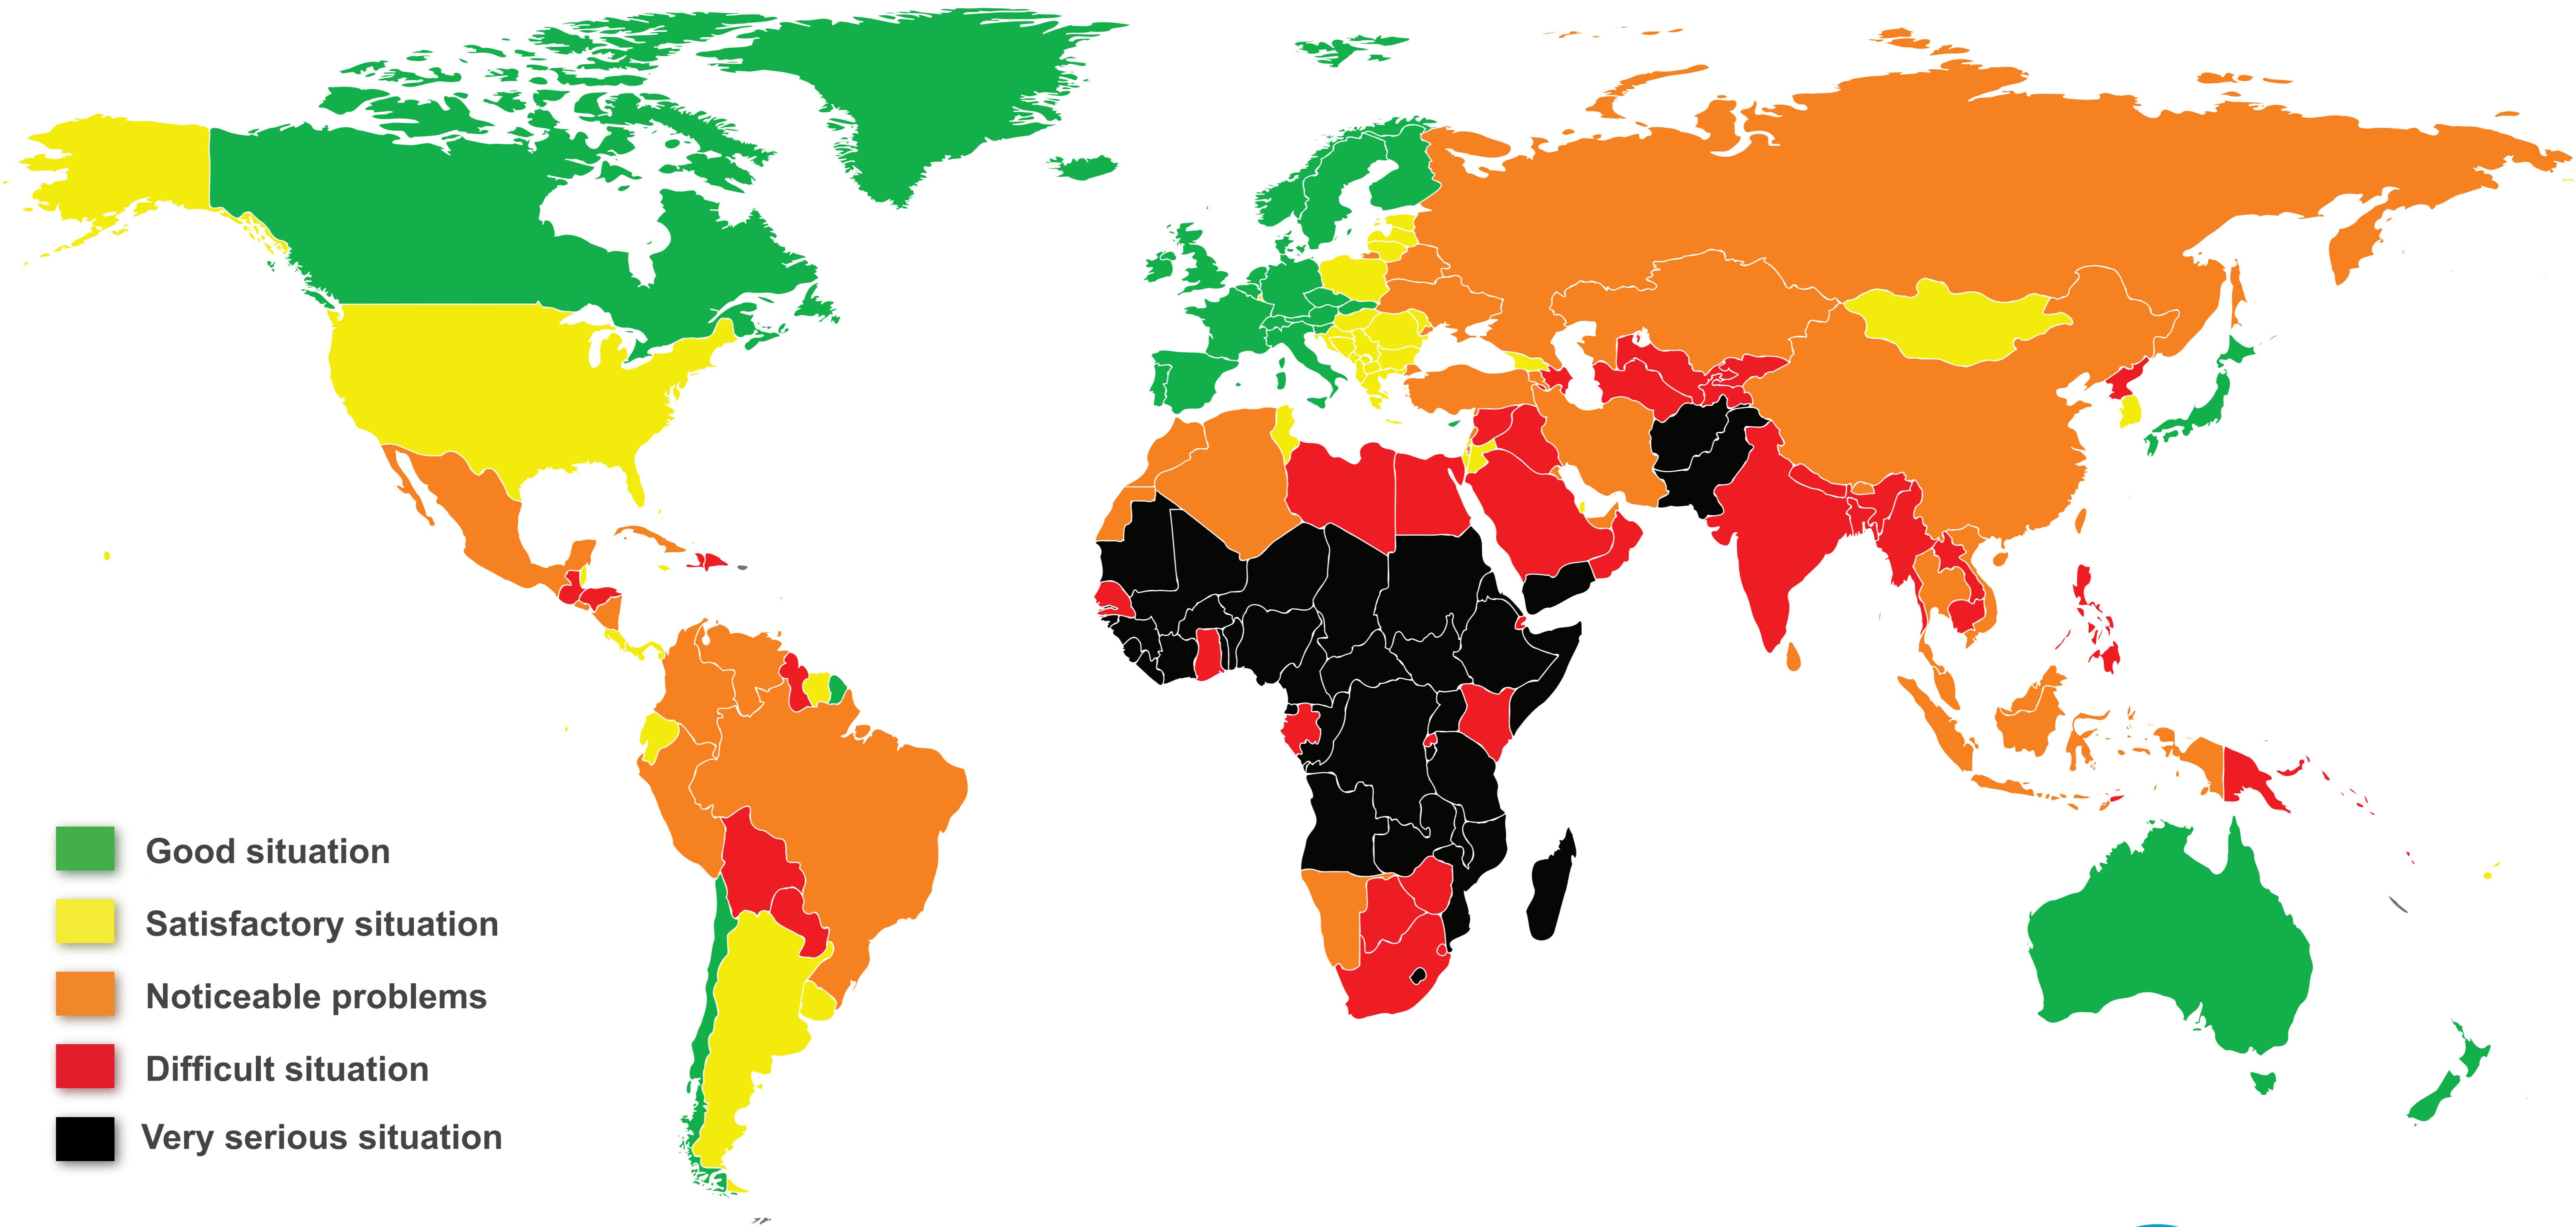 Good situation
Satisfactory situation
Noticeable problems
Difficult situation
Very serious situation